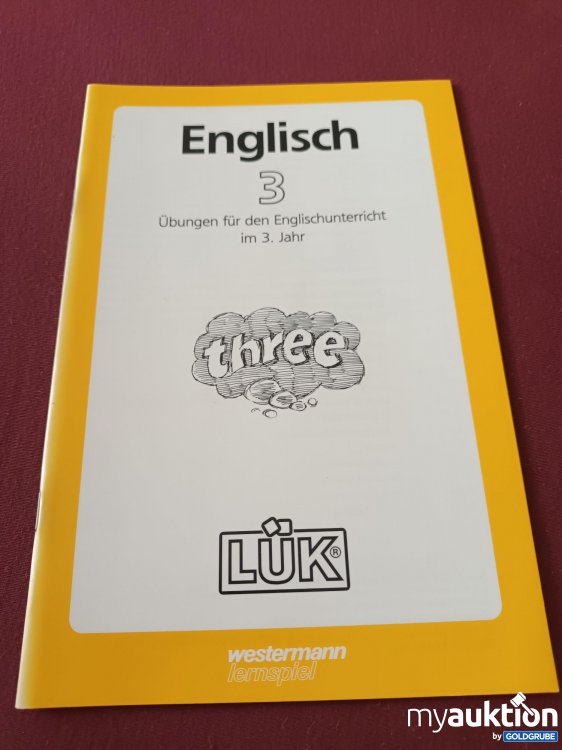 Englisch
3
Übungen für den Englischunterricht
im 3. Jahr
three
LÜK®
westermann
lernspiel
myauktion
by GOLDGRUBE